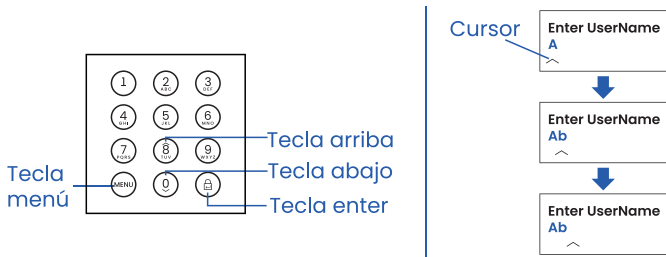 1
2
ABC
3
DEF
4
GHI
5
JKL
6
MNO
7
PQRS
8
TUV
9
WXYZ
MENU
0
Tecla arriba
Tecla abajo
Tecla enter
Tecla
menú
Cursor
Enter UserName
A
Enter UserName
Ab
Enter UserName
Ab